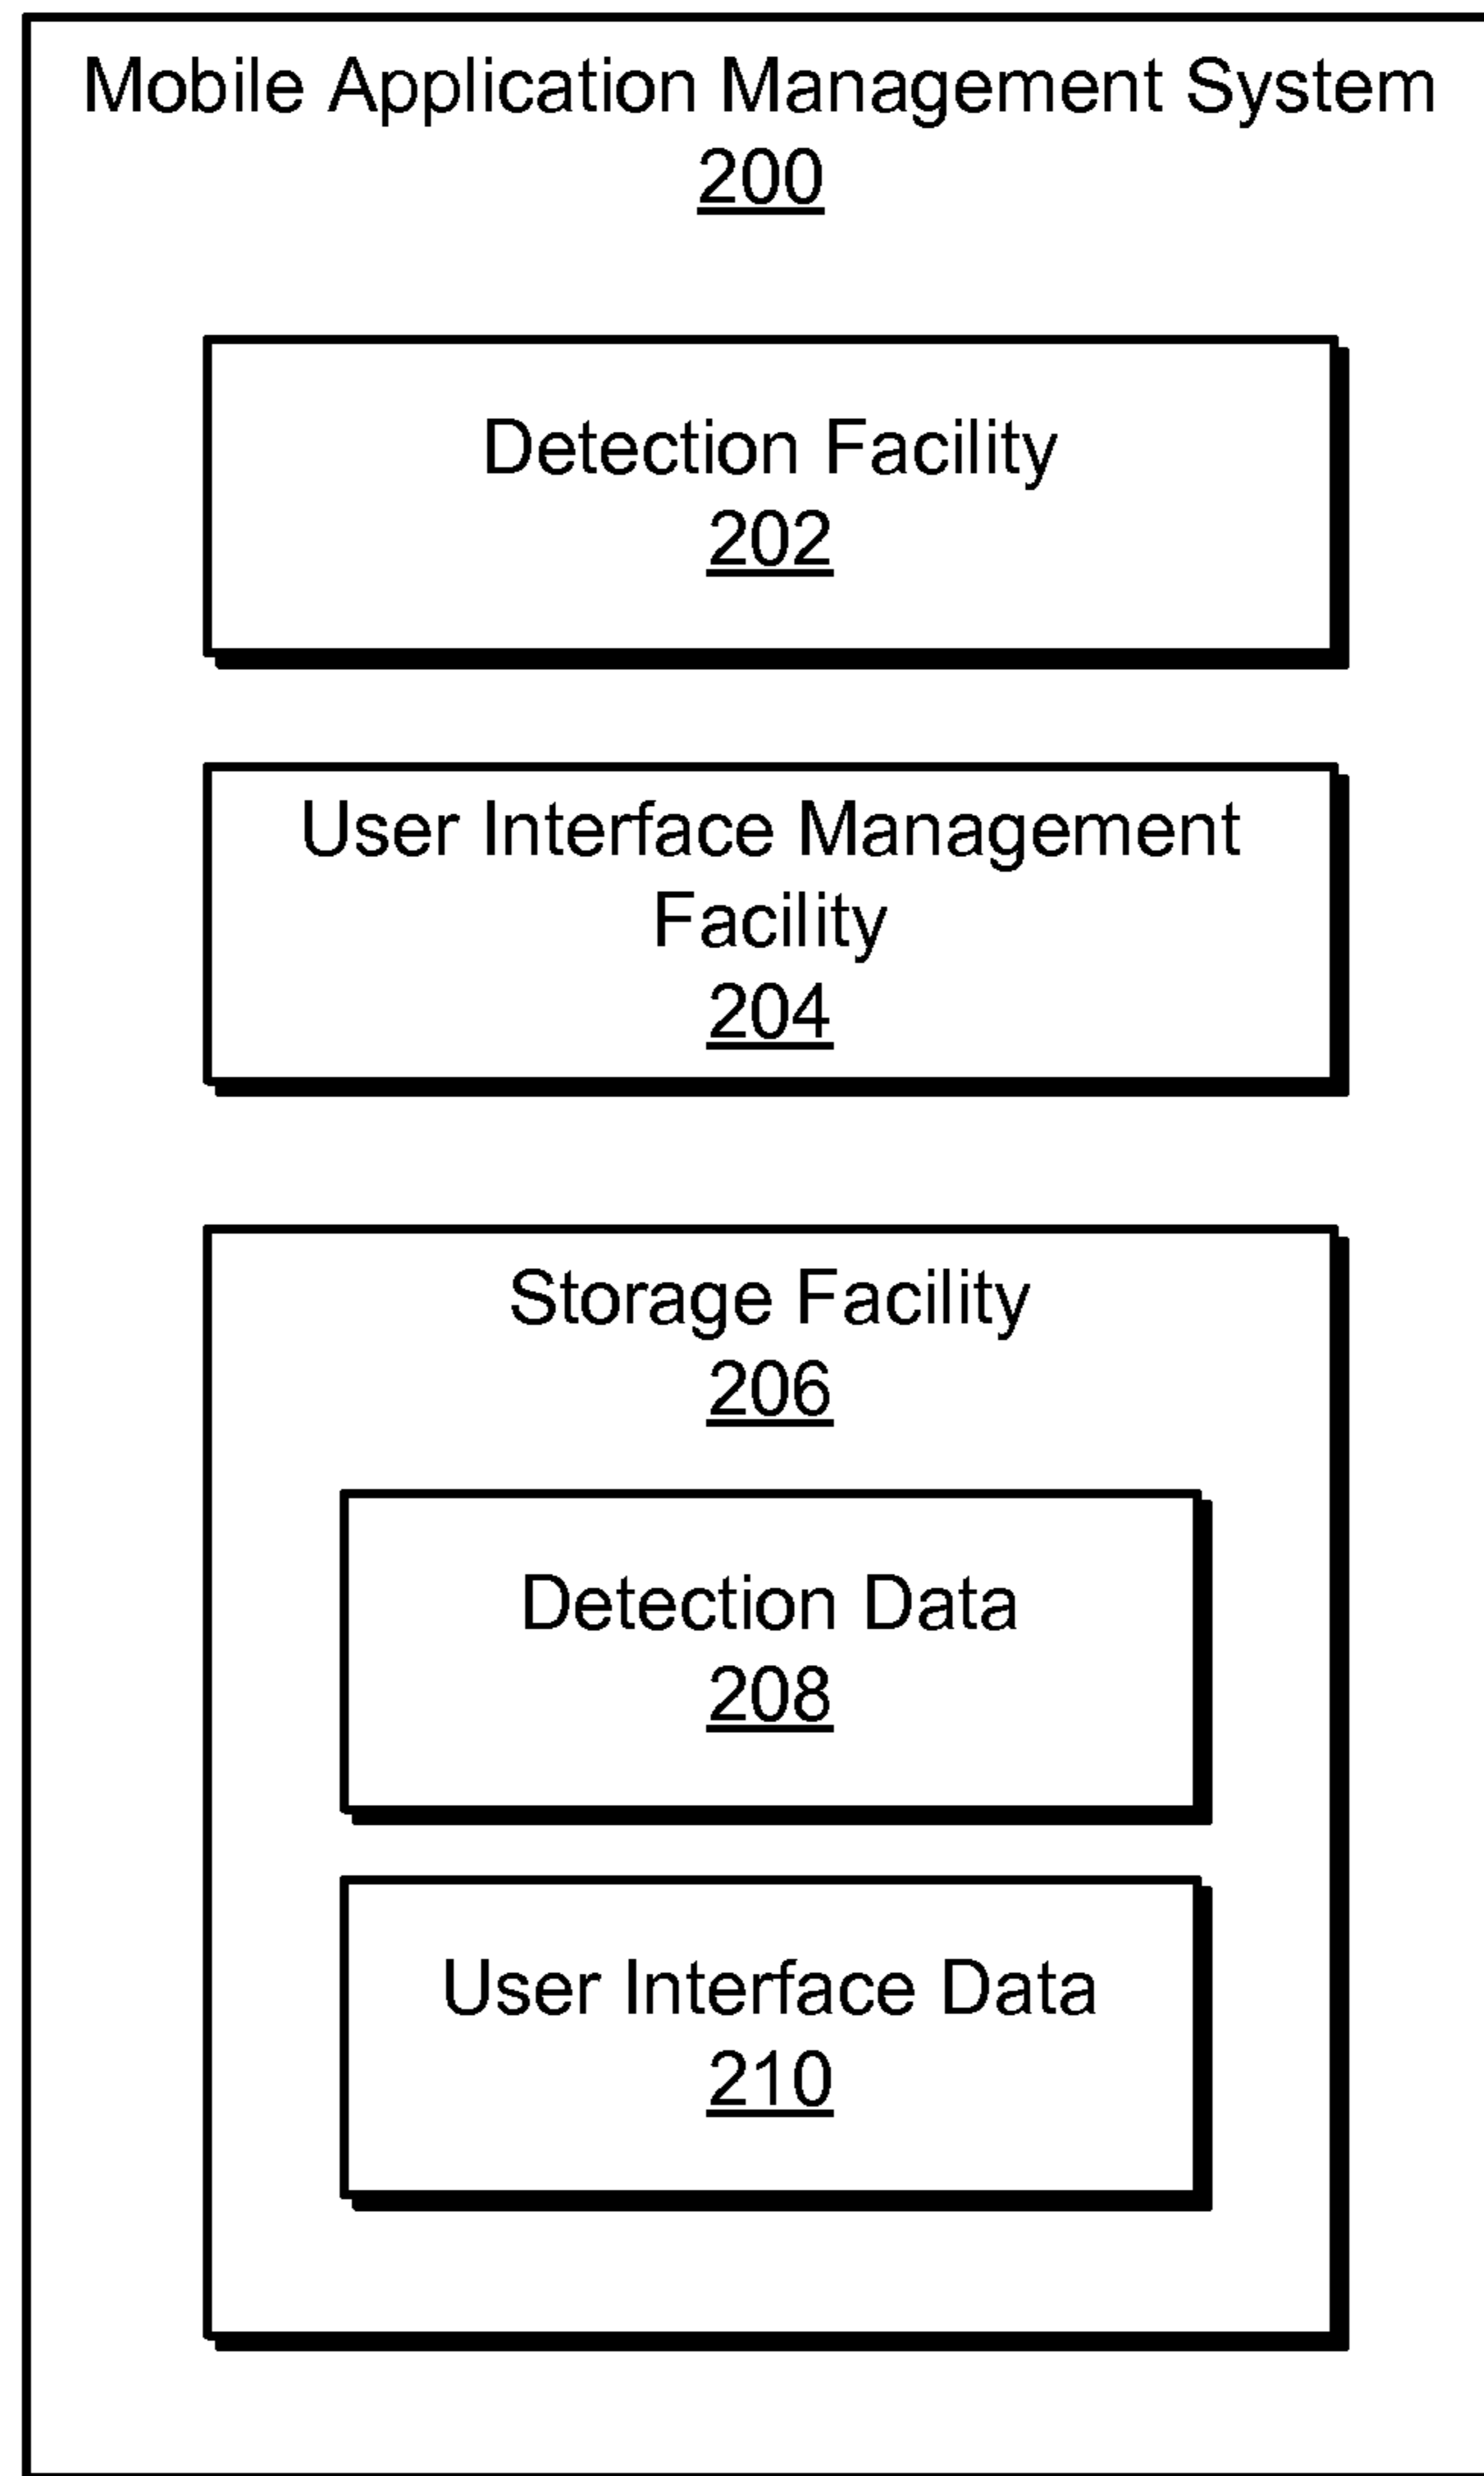 Mobile Application Management System
200
Detection Facility
202
User Interface Management
Facility
204
Storage Facility
206
Detection Data
208
User Interface Data
210